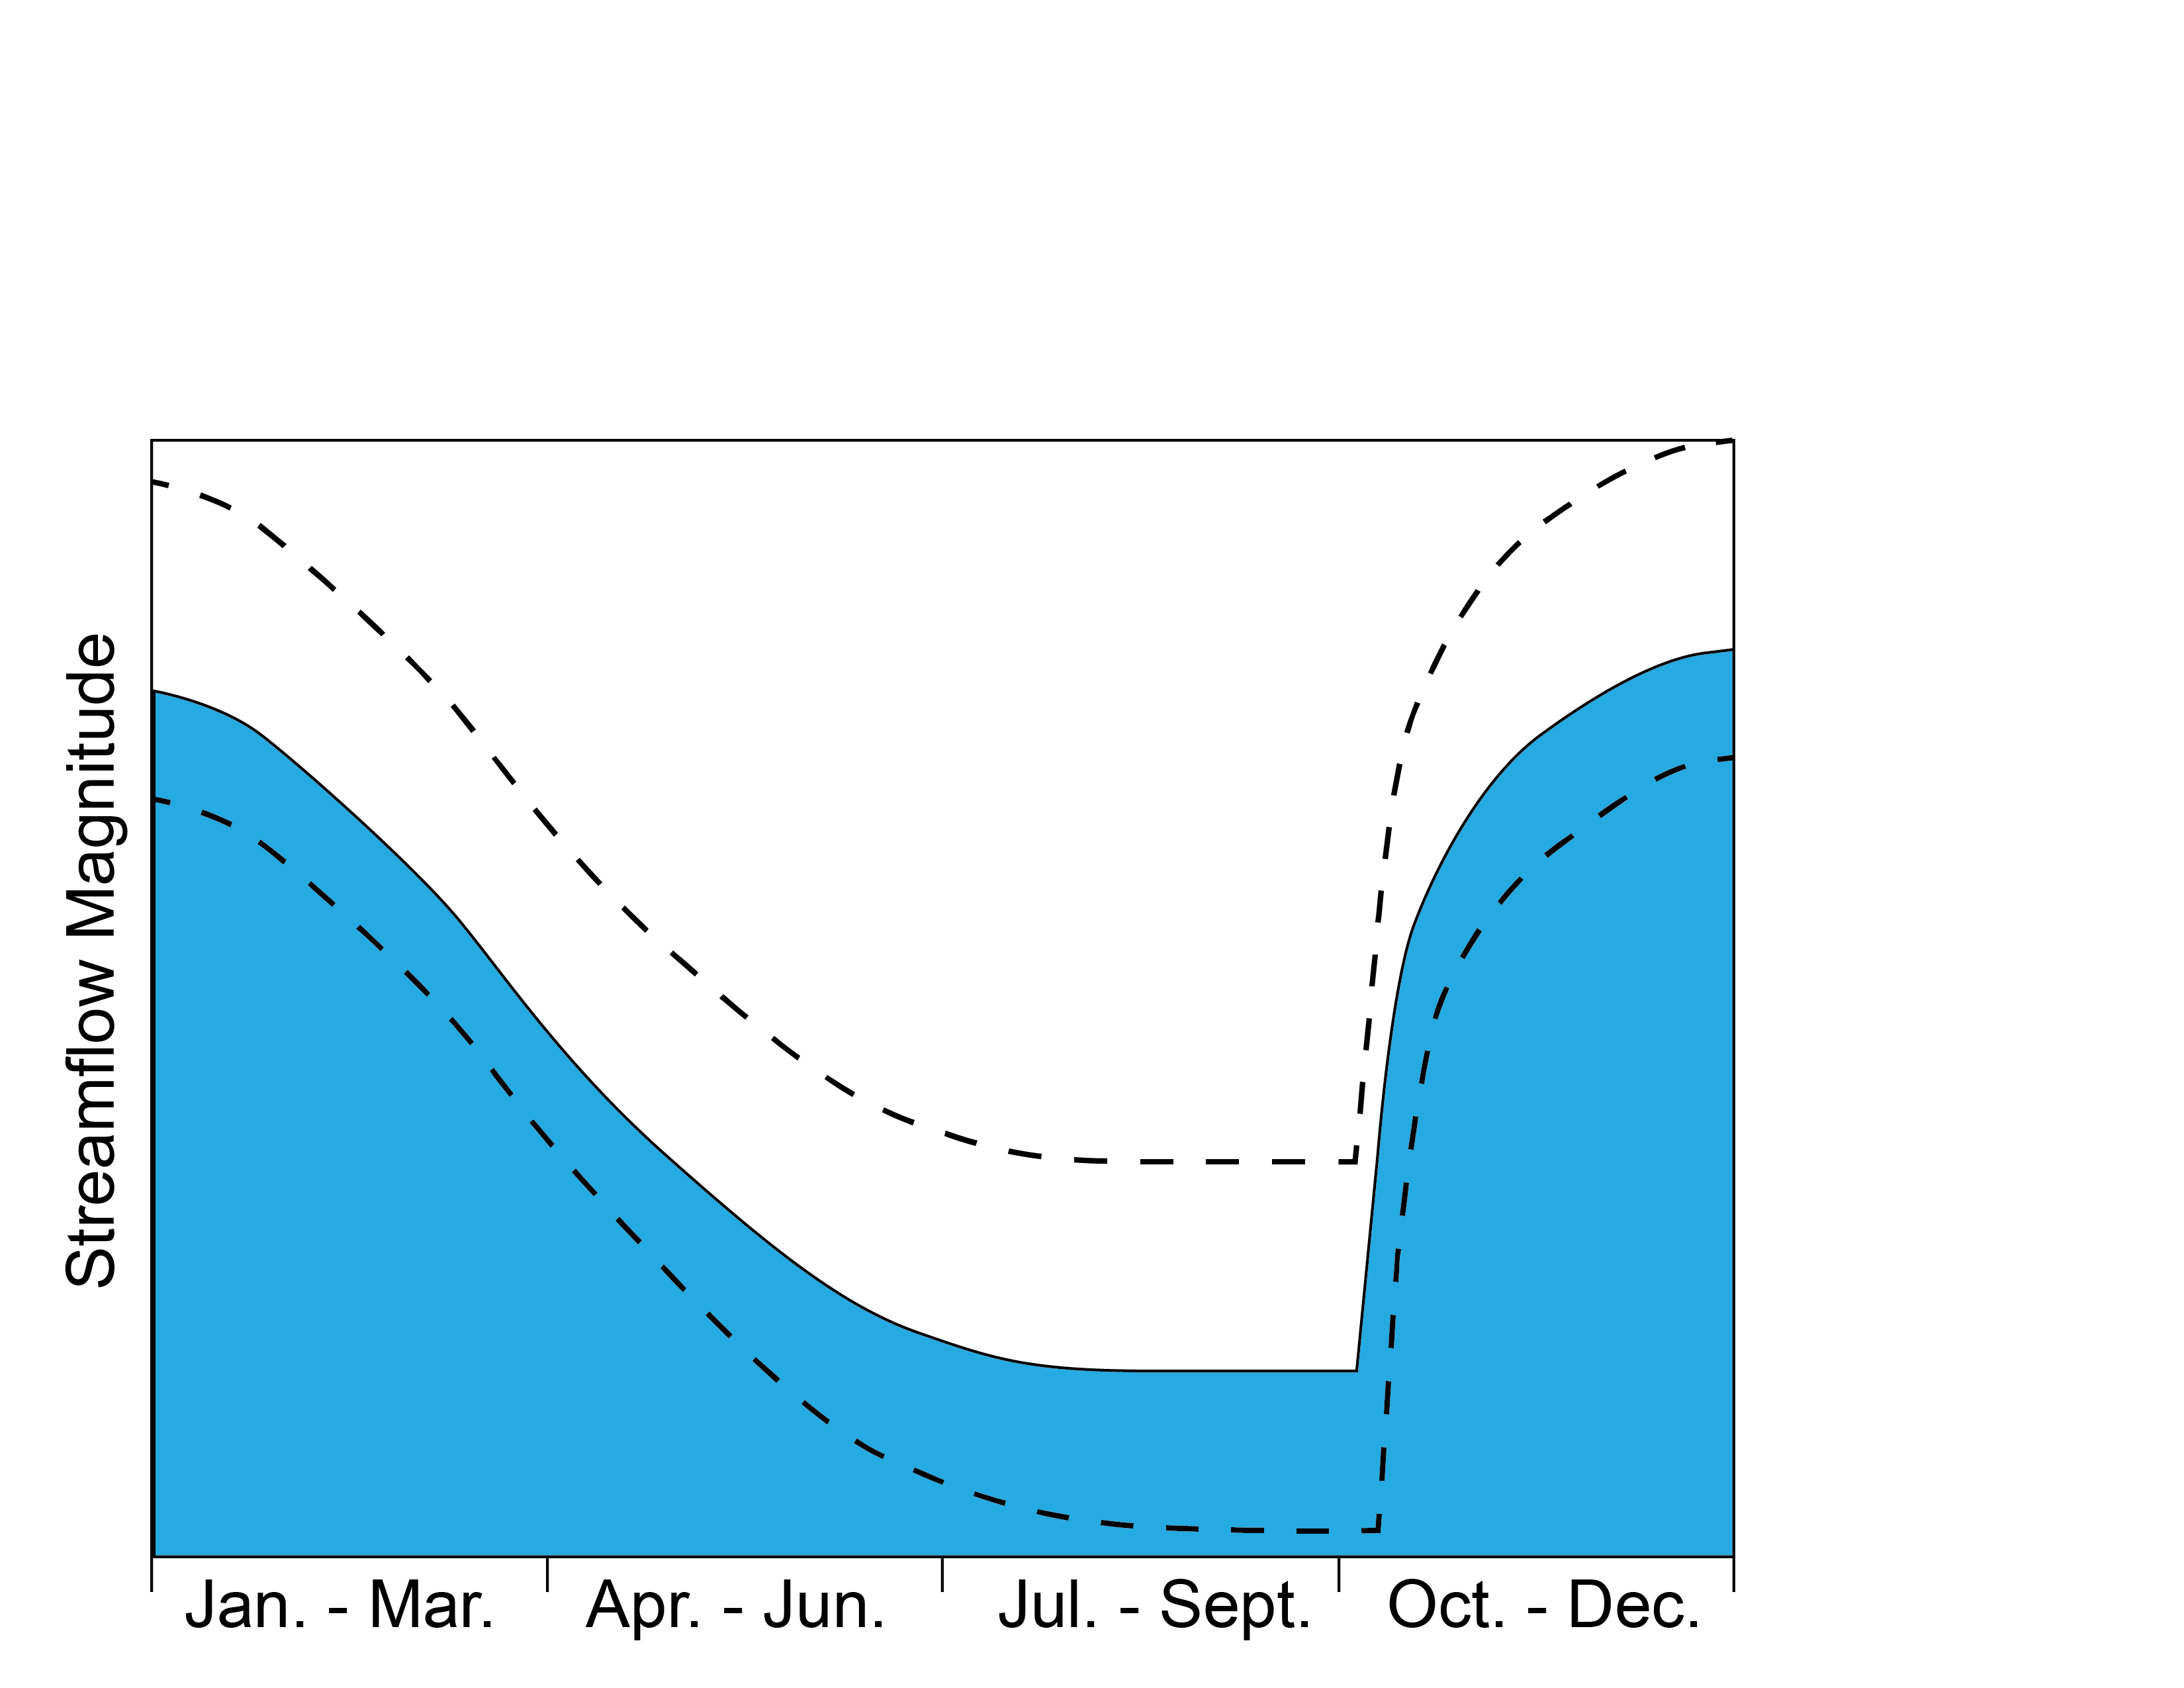 Streamflow Magnitude
Jan. - Mar.
Apr. - Jun.
Jul. - Sept.
Oct. - Dec.